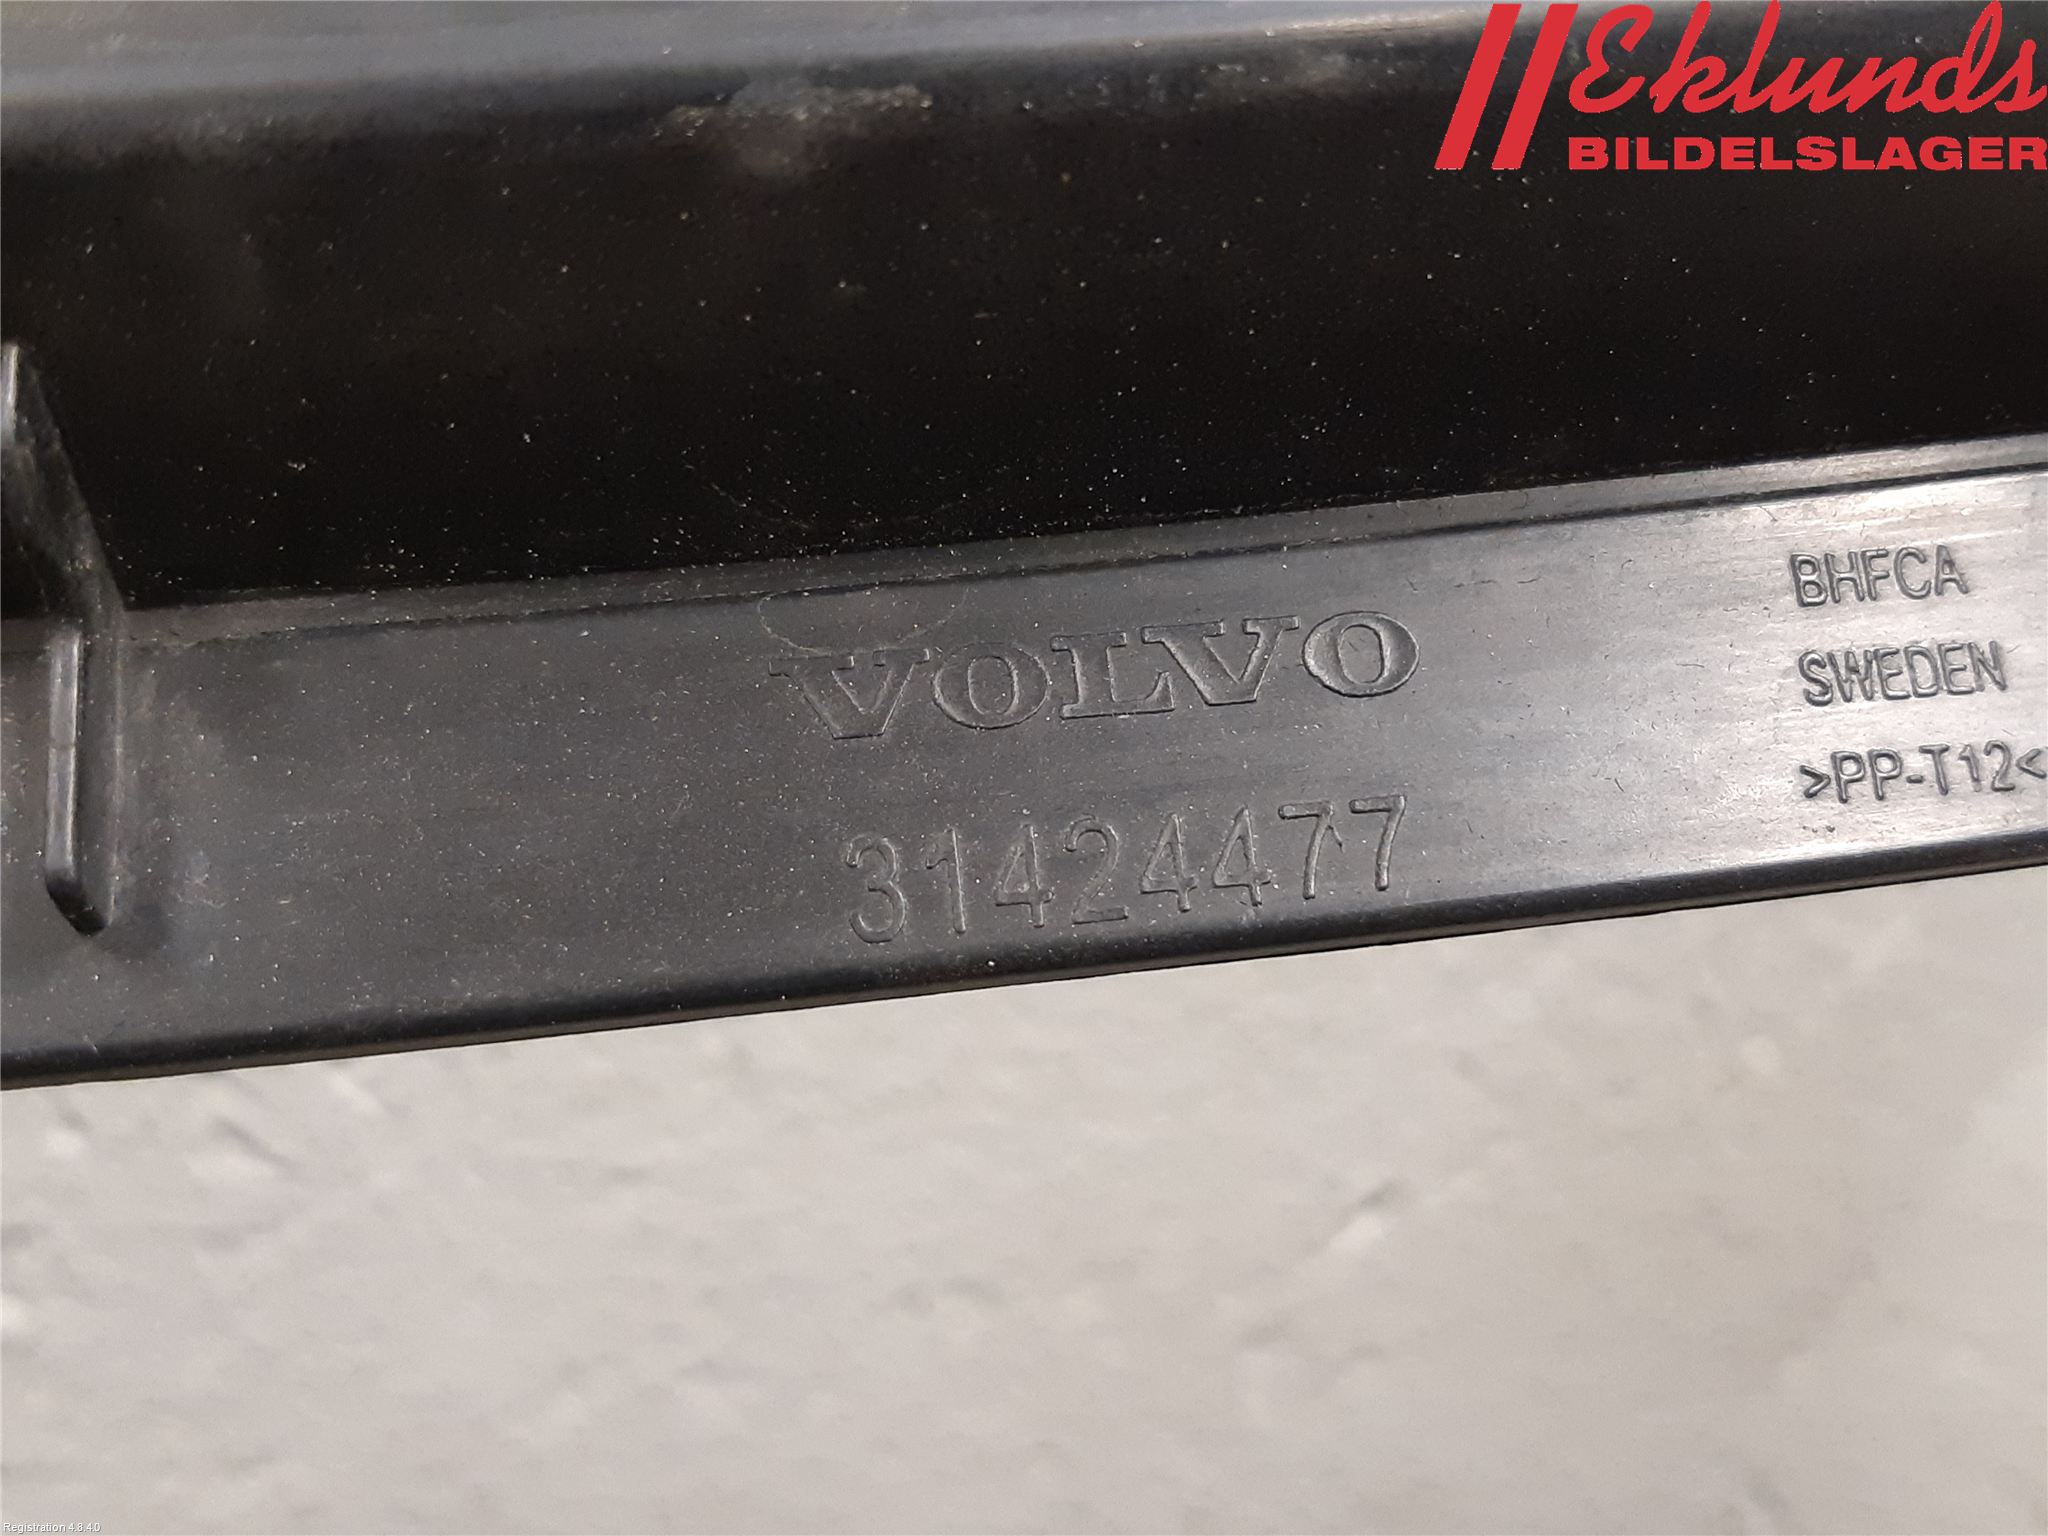 Eklunds
BILDELSLAGER
VOLVO
31424477
BHFCA
SWEDEN
>PP-T12<
Registration 4.8.4.0